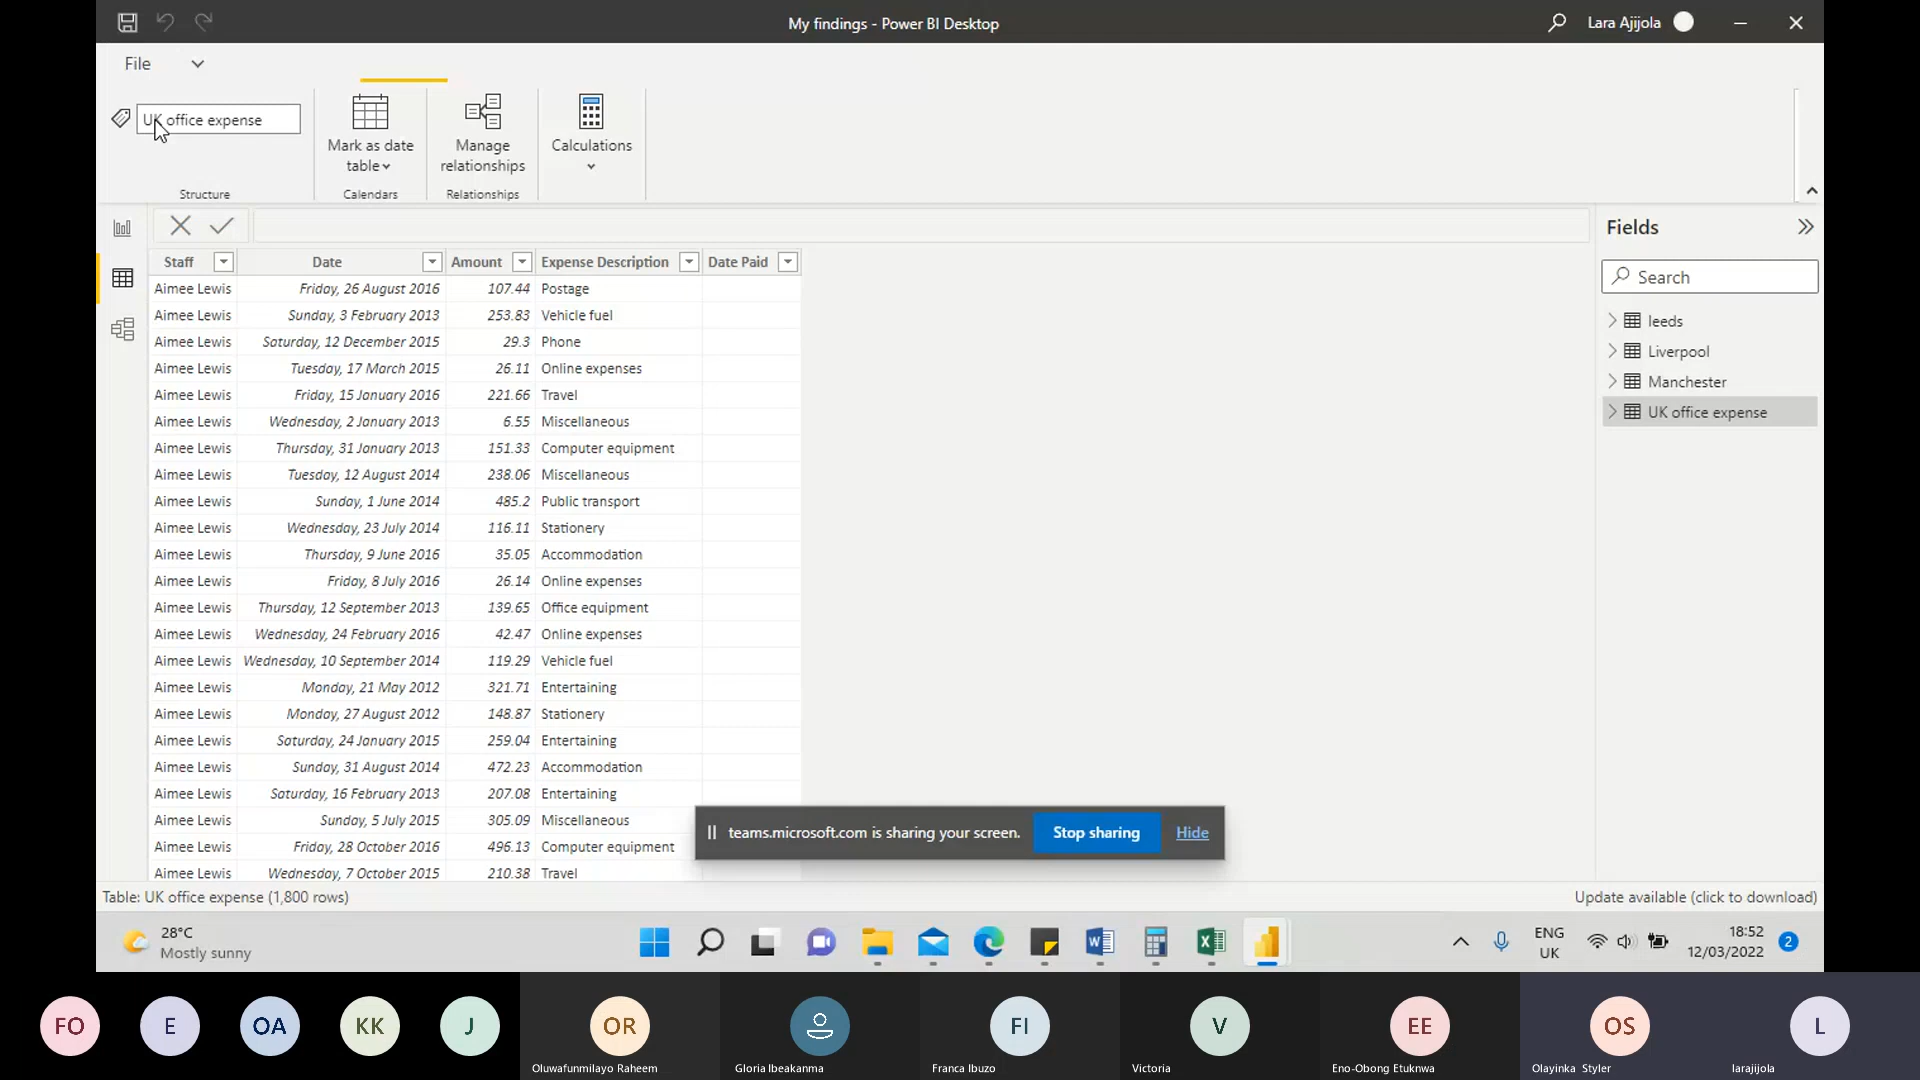 My findings - Power BI Desktop
Lara Ajijola
File
UK office expense
Mark as date
table
Manage
relationships
Calculations
Structure
Calendars
Relationships
Fields
Search
leeds
Liverpool
Manchester
UK office expense
Staff Date Amount Expense Description Date Paid
Aimee Lewis Friday, 26 August 2016 107.44 Postage
Aimee Lewis Sunday, 3 February 2013 253.83 Vehicle fuel
Aimee Lewis Saturday, 12 December 2015 29.3 Phone
Aimee Lewis Tuesday, 17 March 2015 26.11 Online expenses
Aimee Lewis Friday, 15 January 2016 221.66 Travel
Aimee Lewis Wednesday, 2 January 2013 6.55 Miscellaneous
Aimee Lewis Thursday, 31 January 2013 151.33 Computer equipment
Aimee Lewis Tuesday, 12 August 2014 238.06 Miscellaneous
Aimee Lewis Sunday, 1 June 2014 485.2 Public transport
Aimee Lewis Wednesday, 23 July 2014 116.11 Stationery
Aimee Lewis Thursday, 9 June 2016 35.05 Accommodation
Aimee Lewis Friday, 8 July 2016 26.14 Online expenses
Aimee Lewis Thursday, 12 September 2013 139.65 Office equipment
Aimee Lewis Wednesday, 24 February 2016 42.47 Online expenses
Aimee Lewis Wednesday, 10 September 2014 119.29 Vehicle fuel
Aimee Lewis Monday, 21 May 2012 321.71 Entertaining
Aimee Lewis Monday, 27 August 2012 148.87 Stationery
Aimee Lewis Saturday, 24 January 2015 259.04 Entertaining
Aimee Lewis Sunday, 31 August 2014 472.23 Accommodation
Aimee Lewis Saturday, 16 February 2013 207.08 Entertaining
Aimee Lewis Sunday, 5 July 2015 305.09 Miscellaneous
Aimee Lewis Friday, 28 October 2016 496.13 Computer equipment
Aimee Lewis Wednesday, 7 October 2015 210.38 Travel
teams.microsoft.com is sharing your screen. Stop sharing Hide
Table: UK office expense (1,800 rows)
Update available (click to download)
28°C
Mostly sunny
ENG
UK
18:52
12/03/2022
2
FO E OA KK J OR FI V EE OS L
Oluwafunmilayo Raheem Gloria Ibeakanma Franca Ibuzo Victoria Eno-Obong Etuknwa Olayinka Styler larajijola